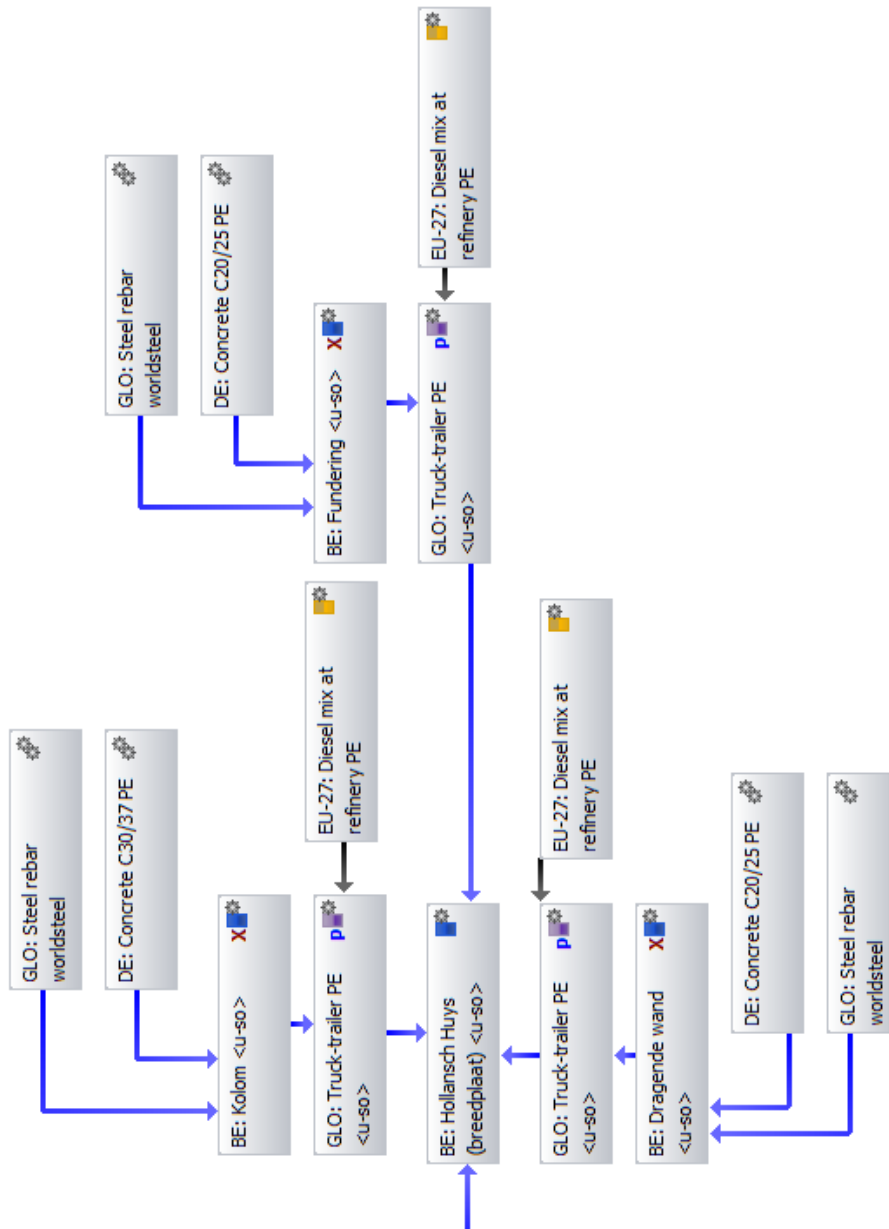 GLO: Steel rebar
worldsteel
DE: Concrete C30/37 PE
BE: Kolom <u-so>
X
GLO: Truck-trailer PE
<u-so>
P
EU-27: Diesel mix at
refinery PE
GLO: Steel rebar
worldsteel
DE: Concrete C20/25 PE
BE: Fundering <u-so>
X
GLO: Truck-trailer PE
<u-so>
P
EU-27: Diesel mix at
refinery PE
BE: Hollansch Huys
(breedplaat) <u-so>
GLO: Truck-trailer PE
<u-so>
P
EU-27: Diesel mix at
refinery PE
BE: Dragende wand
<u-so>
X
DE: Concrete C20/25 PE
GLO: Steel rebar
worldsteel